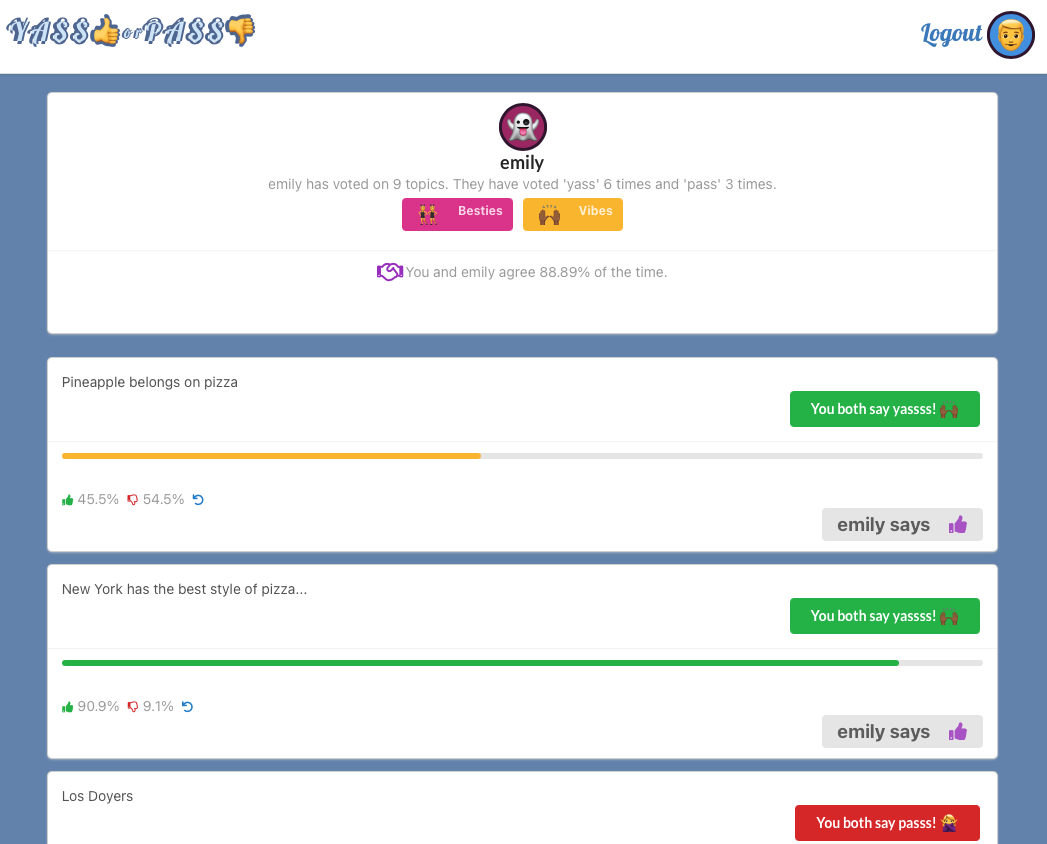 YASS👍orPASS👎
Logout
emily
emily has voted on 9 topics. They have voted 'yass' 6 times and 'pass' 3 times.
Besties Vibes
You and emily agree 88.89% of the time.
Pineapple belongs on pizza
You both say yassss! 🙌🏾
45.5% 54.5%
emily says
New York has the best style of pizza...
You both say yassss! 🙌🏾
90.9% 9.1%
emily says
Los Doyers
You both say passs! 🙅